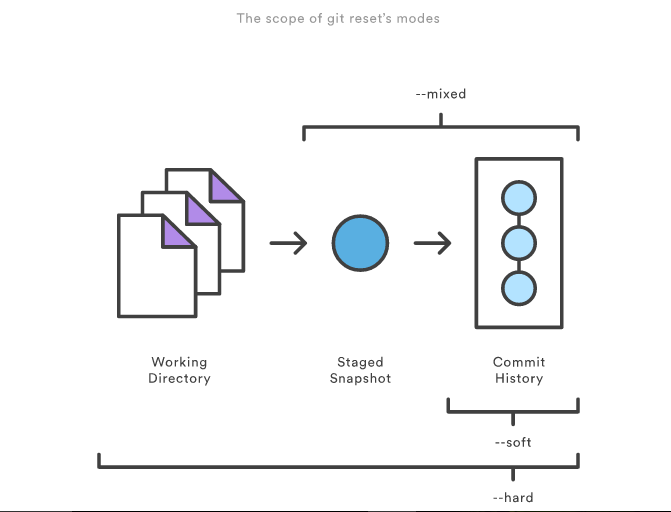 The scope of git reset's modes
--mixed
Working
Directory
Staged
Snapshot
Commit
History
--soft
--hard